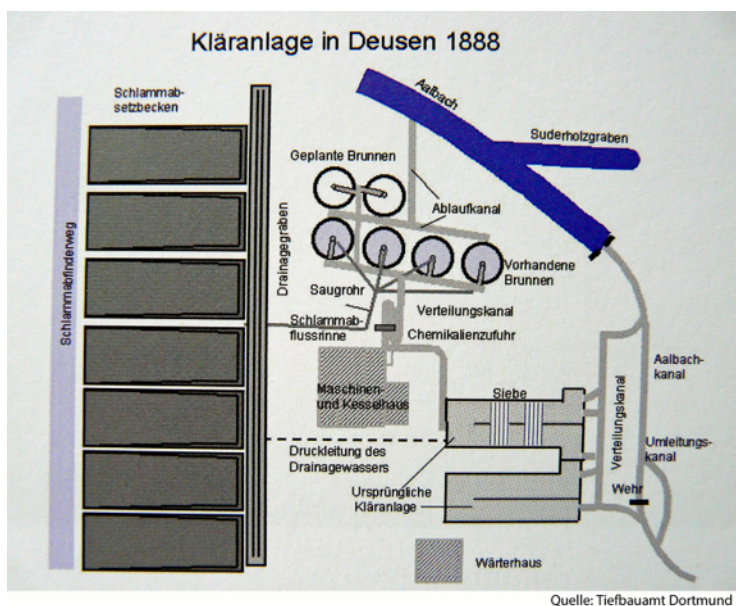 Kläranlage in Deusen 1888
Schlammab-
setzbecken
Aalbach
Suderholzgraben
Geplante Brunnen
Ablaufkanal
Drainagegraben
Schlammabfinderweg
Vorhandene
Brunnen
Saugrohr
Verteilungskanal
Schlammab-
flussrinne
Chemikalienzufuhr
Maschinen-
und Kesselhaus
Siebe
Verteilungskanal
Aalbach-
kanal
Umleitungs-
kanal
Druckleitung des
Drainagewassers
Wehr
Ursprüngliche
Kläranlage
Wärterhaus
Quelle: Tiefbauamt Dortmund